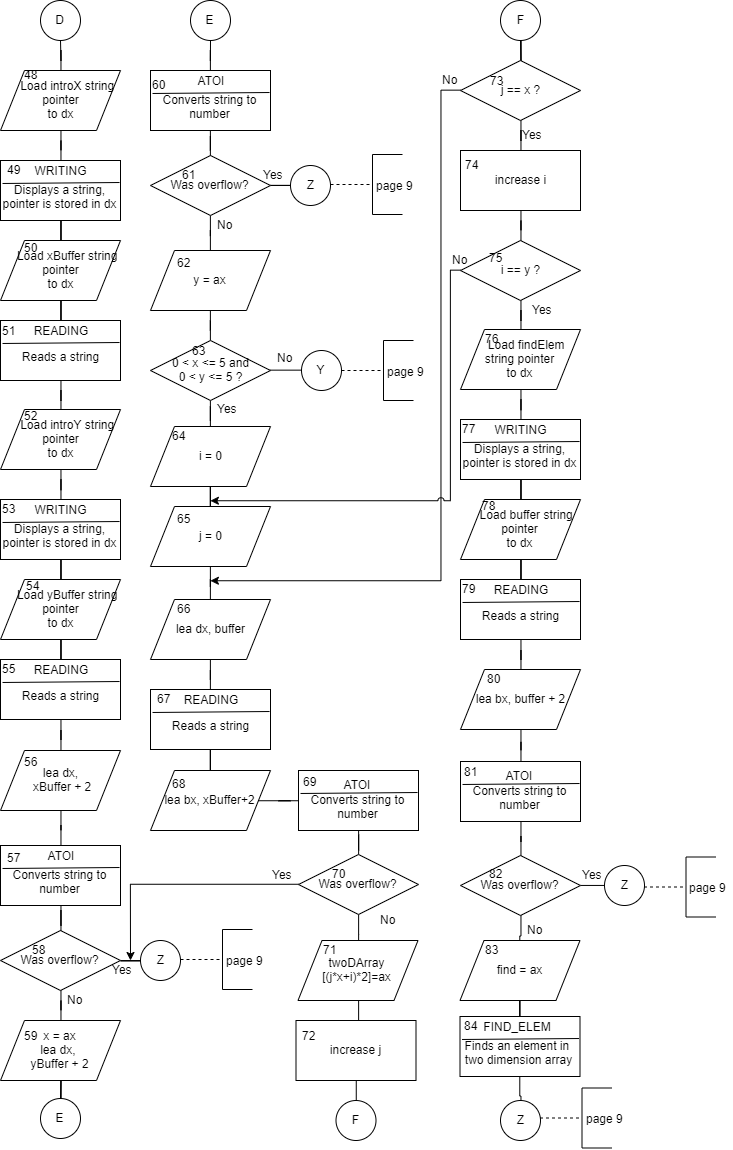 D
48
Load introX string
pointer
to dx
49 WRITING
Displays a string,
pointer is stored in dx
50
Load xBuffer string
pointer
to dx
51 READING
Reads a string
52
Load introY string
pointer
to dx
53 WRITING
Displays a string,
pointer is stored in dx
54
Load yBuffer string
pointer
to dx
55 READING
Reads a string
56
lea dx,
xBuffer + 2
57 ATOI
Converts string to
number
58
Was overflow?
Yes
Z
page 9
No
59 x = ax
lea dx,
yBuffer + 2
E
E
60 ATOI
Converts string to
number
61
Was overflow?
Yes
Z
page 9
No
62
y = ax
63
0 < x <= 5 and
0 < y <= 5 ?
No
Y
page 9
Yes
64
i = 0
65
j = 0
66
lea dx, buffer
67 READING
Reads a string
68
lea bx, xBuffer+2
69 ATOI
Converts string to
number
70
Was overflow?
Yes
No
71
twoDArray
[(j*x+i)*2]=ax
72
increase j
F
F
73
j == x ?
No
Yes
74
increase i
75
i == y ?
No
Yes
76
Load findElem
string pointer
to dx
77 WRITING
Displays a string,
pointer is stored in dx
78
Load buffer string
pointer
to dx
79 READING
Reads a string
80
lea bx, buffer + 2
81 ATOI
Converts string to
number
82
Was overflow?
Yes
Z
page 9
No
83
find = ax
84 FIND_ELEM
Finds an element in
two dimension array
Z
page 9